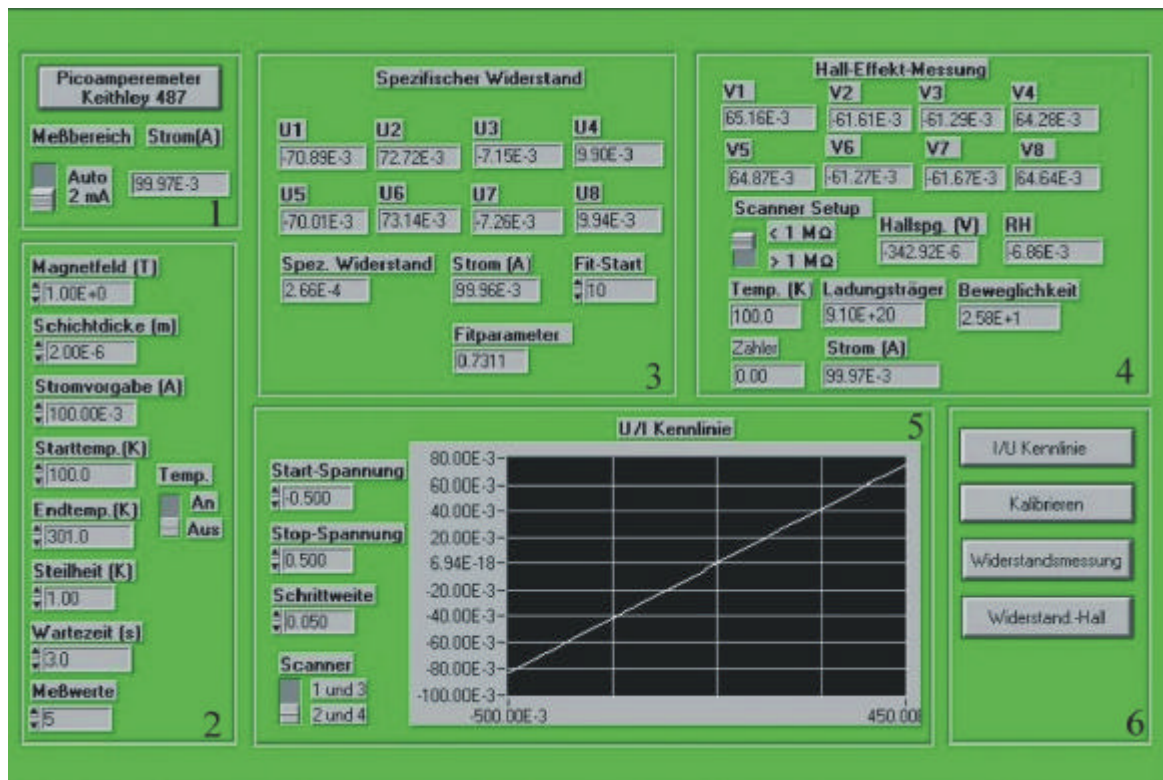 Picoamperemeter
Keithley 487
Meßbereich Strom(A)
Auto
2 mA
99.97E-3
1
Magnetfeld (T)
1.00E+0
Schichtdicke (m)
2.00E-6
Stromvorgabe (A)
100.00E-3
Starttemp.(K)
100.0
Temp.
An
Aus
Endtemp.(K)
301.0
Steilheit (K)
1.00
Wartezeit (s)
3.0
Meßwerte
5
2
Spezifischer Widerstand
U1 U2 U3 U4
-70.89E-3 72.72E-3 -7.15E-3 9.90E-3
U5 U6 U7 U8
-70.01E-3 73.14E-3 -7.26E-3 9.94E-3
Spez. Widerstand Strom (A) Fit-Start
2.66E-4 99.96E-3 10
Fitparameter
0.7311
3
Hall-Effekt-Messung
V1 V2 V3 V4
65.16E-3 -61.61E-3 -61.29E-3 64.28E-3
V5 V6 V7 V8
64.87E-3 -61.27E-3 -61.67E-3 64.64E-3
Scanner Setup
< 1 MΩ
> 1 MΩ
Hallspg. (V) RH
-342.92E-6 -6.86E-3
Temp. (K) Ladungsträger Beweglichkeit
100.0 9.10E+20 2.58E+1
Zähler Strom (A)
0.00 99.97E-3
4
U/I Kennlinie
5
Start-Spannung
-0.500
Stop-Spannung
0.500
Schrittweite
0.050
Scanner
1 und 3
2 und 4
80.00E-3
60.00E-3
40.00E-3
20.00E-3
6.94E-18
-20.00E-3
-40.00E-3
-60.00E-3
-80.00E-3
-100.00E-3
-500.00E-3 450.00
I/U Kennlinie
Kalibrieren
Widerstandsmessung
Widerstand.-Hall
6